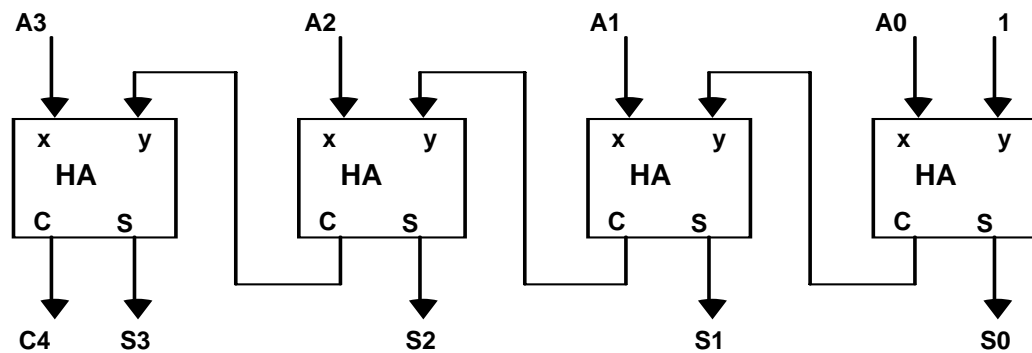 A3 A2 A1 A0 1
x y x y x y x y
HA HA HA HA
C S C S C S C S
C4 S3 S2 S1 S0